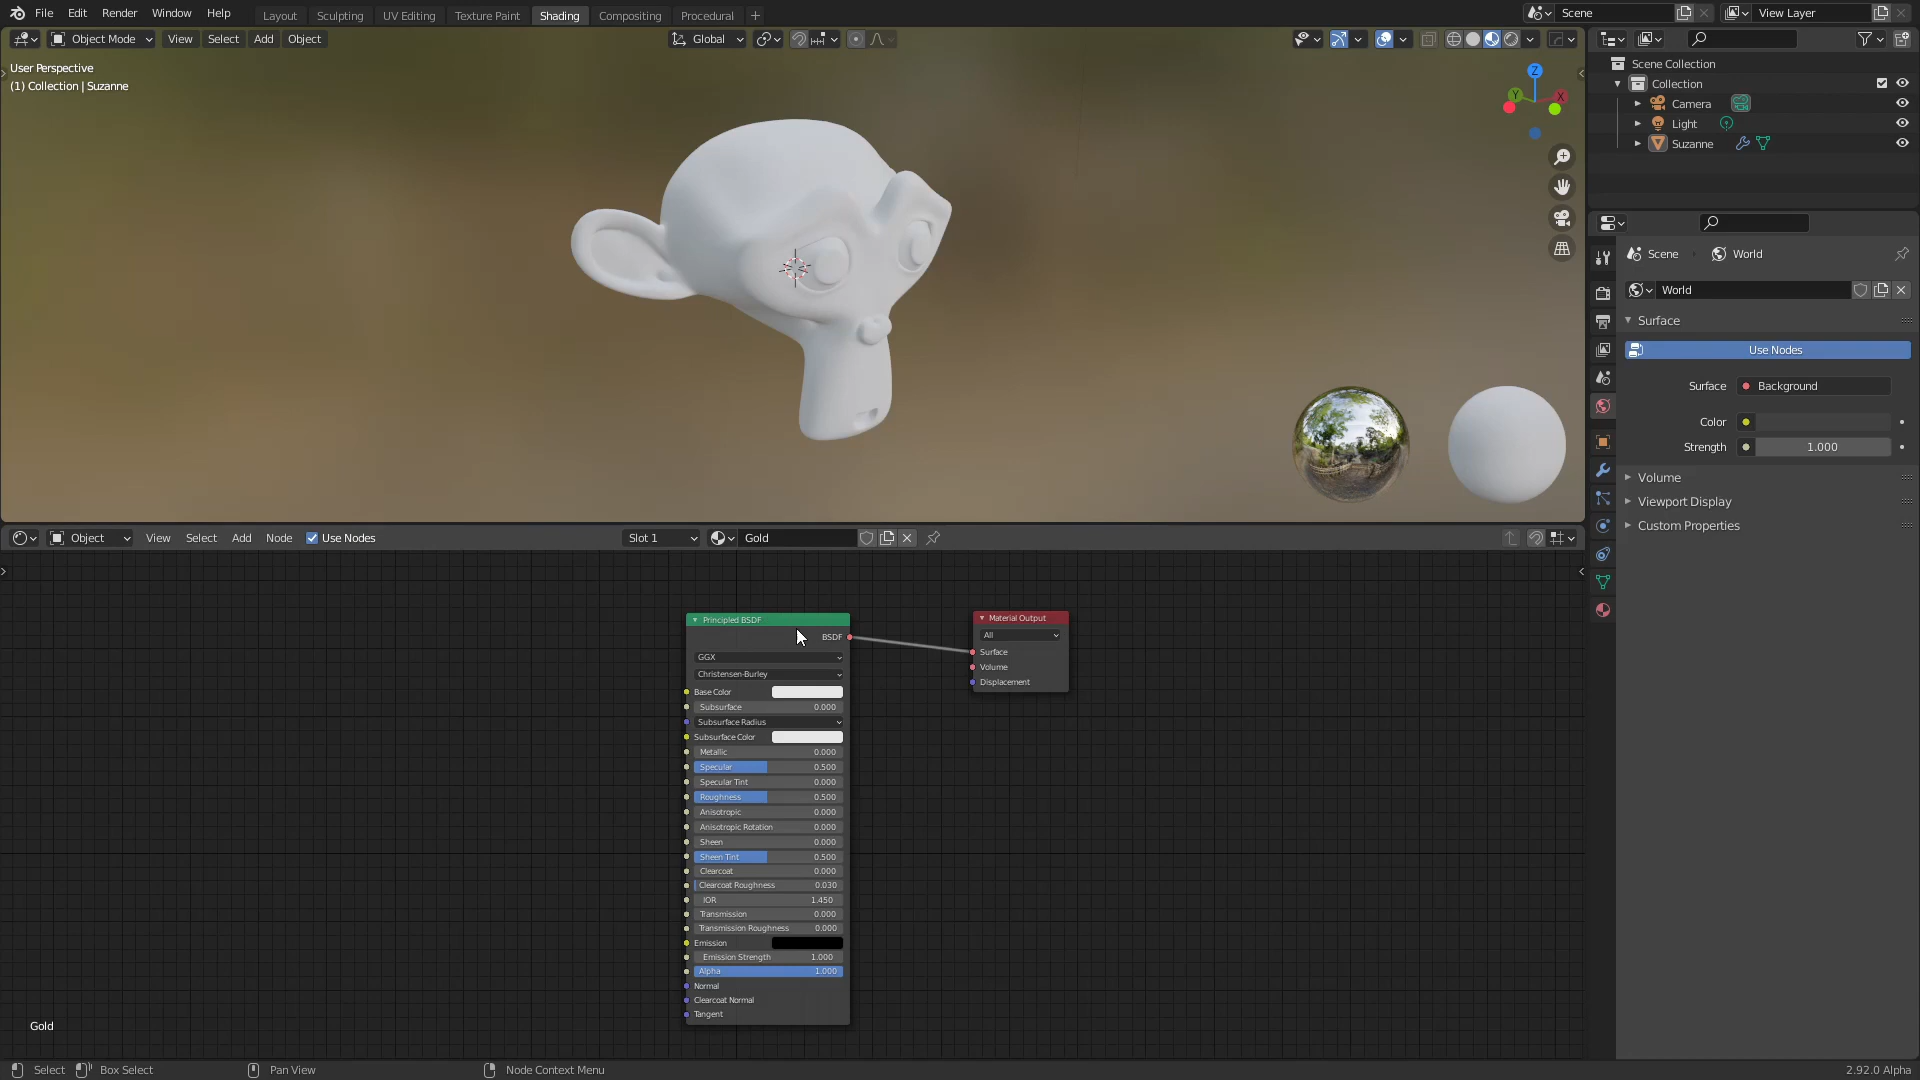 File Edit Render Window Help Layout Sculpting UV Editing Texture Paint Shading Compositing Procedural + Scene View Layer
Object Mode View Select Add Object Global
User Perspective
(1) Collection | Suzanne
Z
Y X
Scene Collection
Collection
Camera
Light
Suzanne
Scene World
World
Surface
Use Nodes
Surface Background
Color
Strength 1.000
Volume
Viewport Display
Custom Properties
Object View Select Add Node Use Nodes Slot 1 Gold
Principled BSDF
BSDF
GGX
Christensen-Burley
Base Color
Subsurface 0.000
Subsurface Radius
Subsurface Color
Metallic 0.000
Specular 0.500
Specular Tint 0.000
Roughness 0.500
Anisotropic 0.000
Anisotropic Rotation 0.000
Sheen 0.000
Sheen Tint 0.500
Clearcoat 0.000
Clearcoat Roughness 0.030
IOR 1.450
Transmission 0.000
Transmission Roughness 0.000
Emission
Emission Strength 1.000
Alpha 1.000
Normal
Clearcoat Normal
Tangent
Material Output
All
Surface
Volume
Displacement
Gold
Select Box Select Pan View Node Context Menu 2.92.0 Alpha